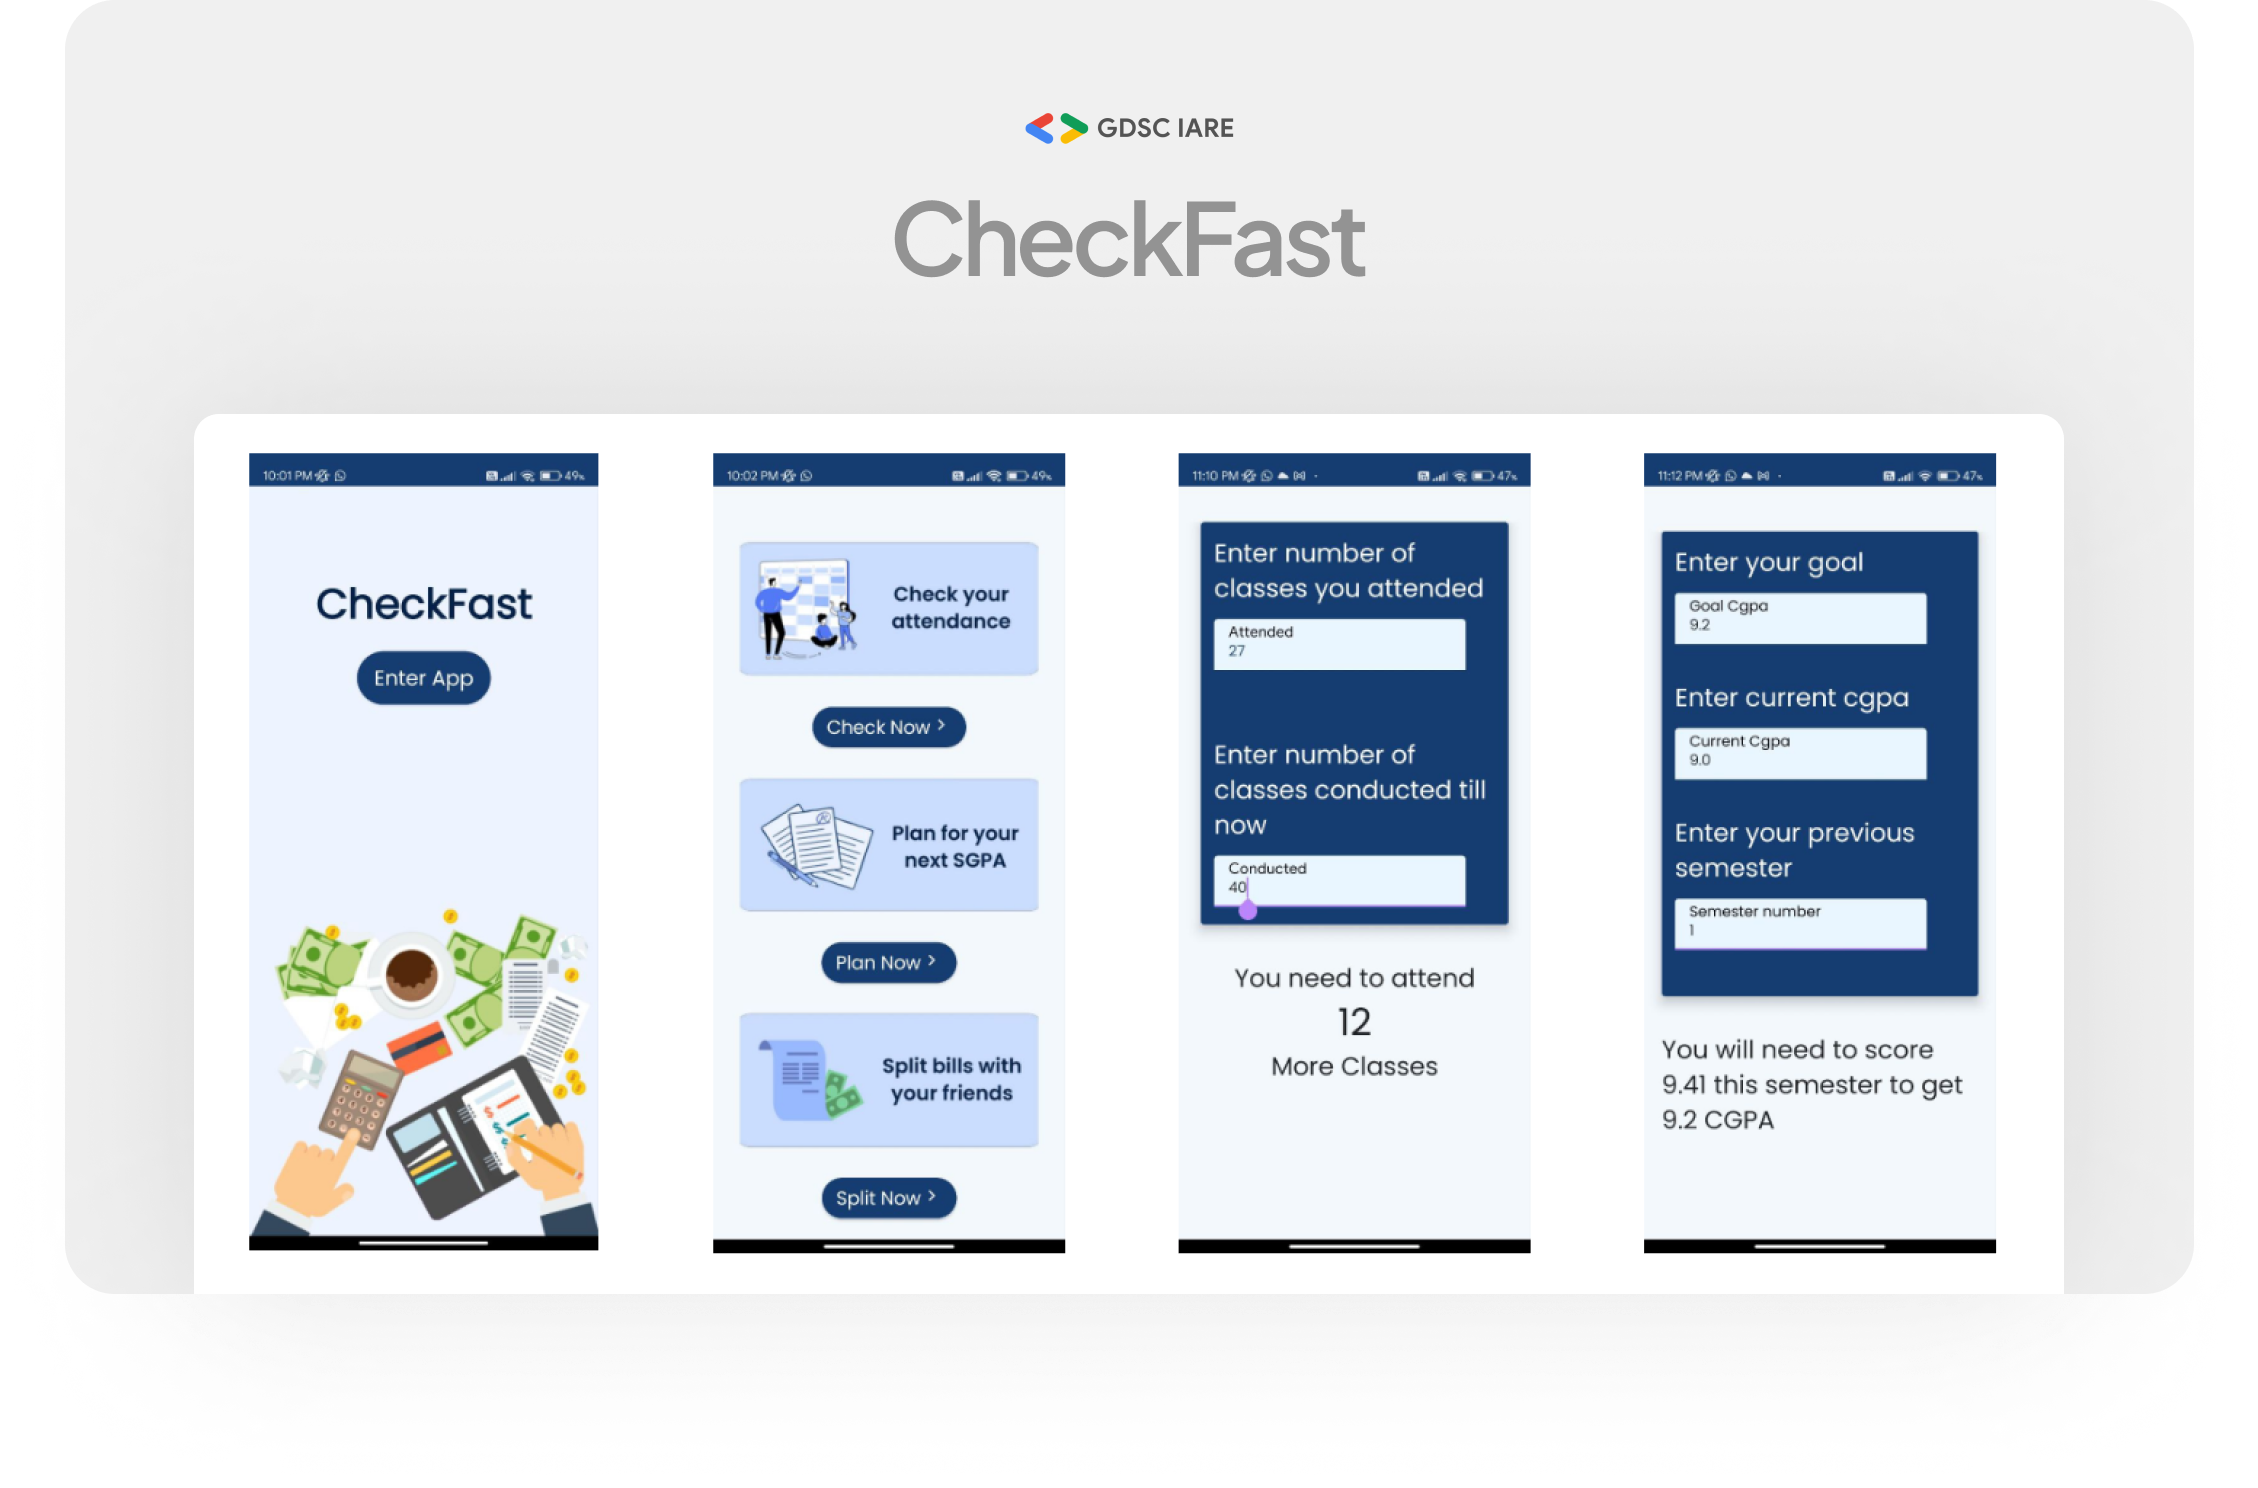 GDSC IARE
CheckFast
10:01 PM
49%
CheckFast
Enter App
10:02 PM
49%
Check your
attendance
Check Now >
Plan for your
next SGPA
Plan Now >
Split bills with
your friends
Split Now >
11:10 PM
47%
Enter number of
classes you attended
Attended
27
Enter number of
classes conducted till
now
Conducted
40
You need to attend
12
More Classes
11:12 PM
47%
Enter your goal
Goal Cgpa
9.2
Enter current cgpa
Current Cgpa
9.0
Enter your previous
semester
Semester number
1
You will need to score
9.41 this semester to get
9.2 CGPA